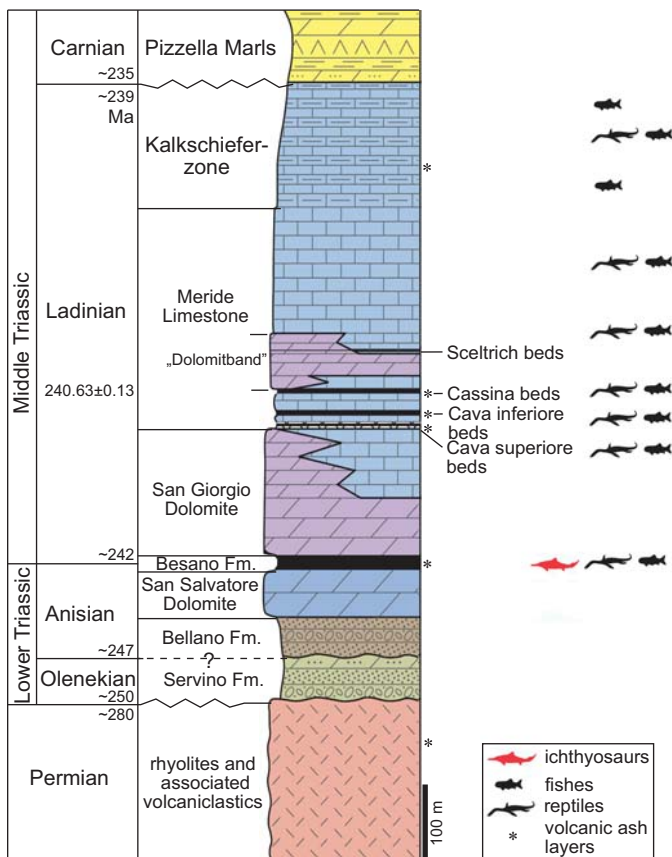 Carnian
Pizzella Marls
~235
~239
Ma
Kalkschiefer-
zone
Middle Triassic
Ladinian
Meride
Limestone
„Dolomitband"
Sceltrich beds
240.63±0.13
* Cassina beds
* Cava inferiore
beds
*
Cava superiore
beds
San Giorgio
Dolomite
~242
Besano Fm.
*
San Salvatore
Dolomite
Lower Triassic
Anisian
Bellano Fm.
~247
?
Olenekian
Servino Fm.
~250
~280
*
Permian
rhyolites and
associated
volcaniclastics
100 m
ichthyosaurs
fishes
reptiles
* volcanic ash
layers